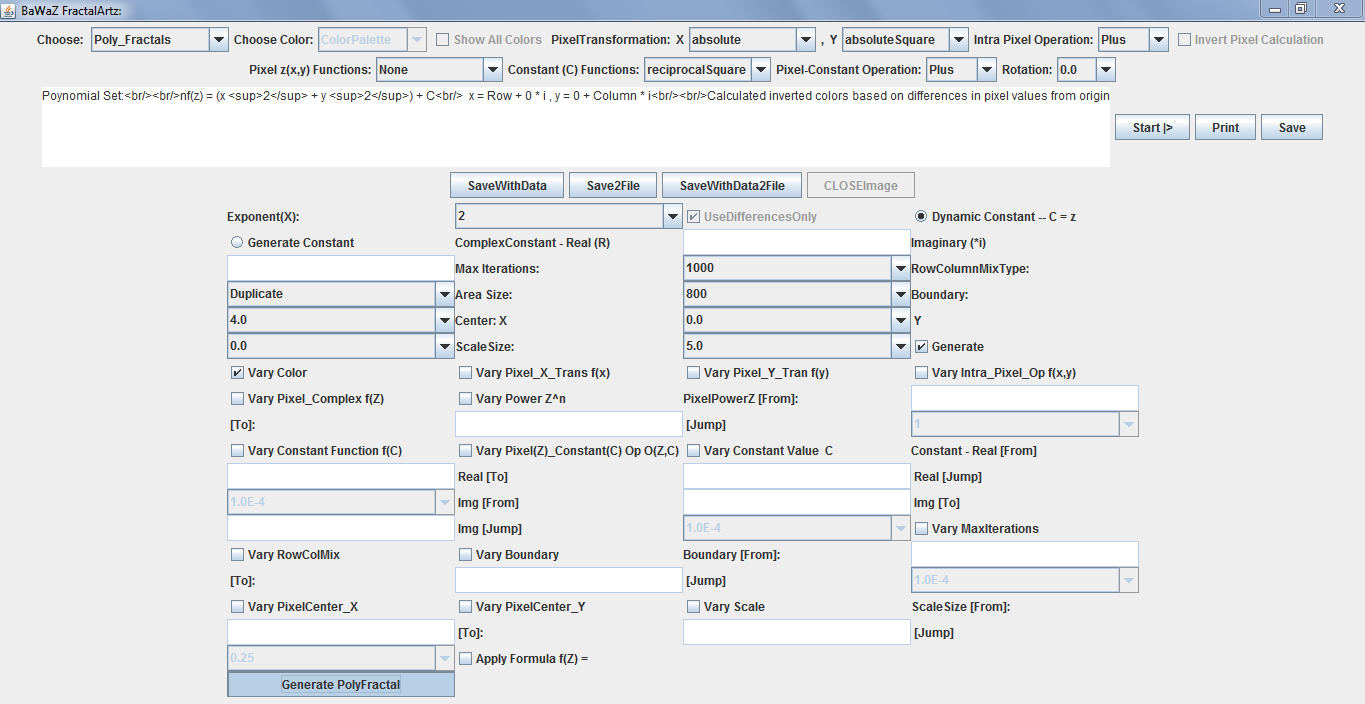 BaWaZ FractalArtz:
Choose: Poly_Fractals Choose Color: ColorPalette Show All Colors PixelTransformation: X absolute , Y absoluteSquare Intra Pixel Operation: Plus Invert Pixel Calculation
Pixel z(x,y) Functions: None Constant (C) Functions: reciprocalSquare Pixel-Constant Operation: Plus Rotation: 0.0
Poynomial Set:<br/><br/>nf(z) = (x <sup>2</sup> + y <sup>2</sup>) + C<br/> x = Row + 0 * i , y = 0 + Column * i<br/><br/>Calculated inverted colors based on differences in pixel values from origin
Start |> Print Save
SaveWithData Save2File SaveWithData2File CLOSEImage
Exponent(X): 2 UseDifferencesOnly Dynamic Constant -- C = z
Generate Constant ComplexConstant - Real (R) Imaginary (*i)
Max Iterations: 1000 RowColumnMixType:
Duplicate Area Size: 800 Boundary:
4.0 Center: X 0.0 Y
0.0 ScaleSize: 5.0 Generate
Vary Color Vary Pixel_X_Trans f(x) Vary Pixel_Y_Tran f(y) Vary Intra_Pixel_Op f(x,y)
Vary Pixel_Complex f(Z) Vary Power Z^n PixelPowerZ [From]:
[To]: [Jump] 1
Vary Constant Function f(C) Vary Pixel(Z)_Constant(C) Op O(Z,C) Vary Constant Value C Constant - Real [From]
Real [To] Real [Jump]
1.0E-4 Img [From] Img [To]
Img [Jump] 1.0E-4 Vary MaxIterations
Vary RowColMix Vary Boundary Boundary [From]:
[To]: [Jump] 1.0E-4
Vary PixelCenter_X Vary PixelCenter_Y Vary Scale ScaleSize [From]:
[To]: [Jump]
0.25 Apply Formula f(Z) =
Generate PolyFractal